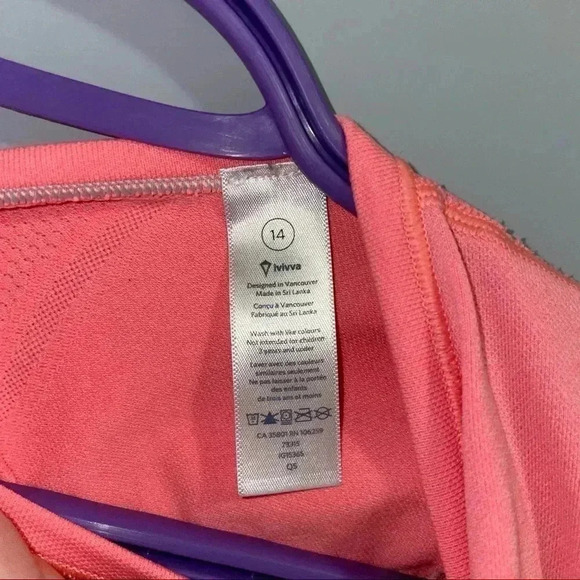 14
ivivva
Designed in Vancouver
Made in Sri Lanka
Conçu à Vancouver
Fabriqué au Sri Lanka
Wash with like colours
Not intended for children
3 years and under
Laver avec des couleurs
similaires seulement.
Ne pas laisser à la portée
des enfants
de trois ans et moins
CA 35801 RN 106259
QS